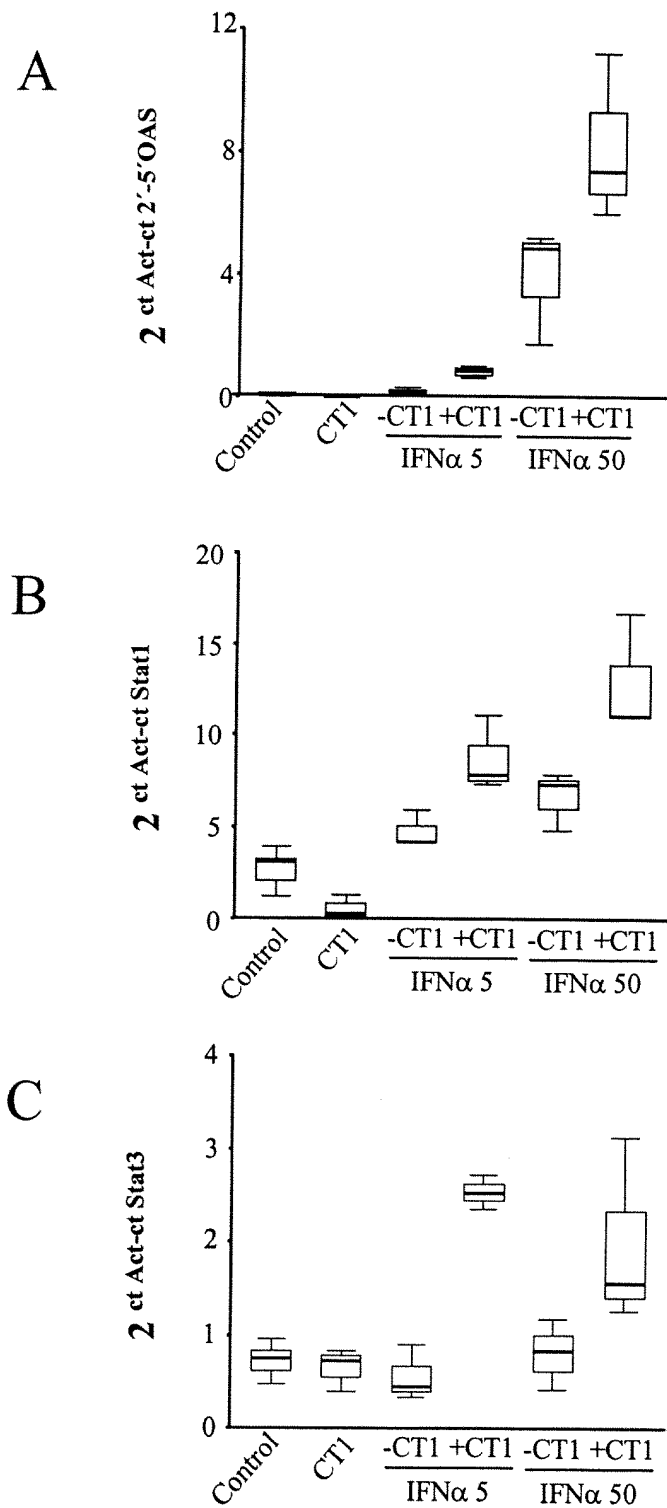 A
2 ct Act-ct 2´-5´OAS
12
8
4
0
Control
CT1
-CT1 +CT1
-CT1 +CT1
IFNα 5
IFNα 50
B
2 ct Act-ct Stat1
20
15
10
5
0
Control
CT1
-CT1 +CT1
-CT1 +CT1
IFNα 5
IFNα 50
C
2 ct Act-ct Stat3
4
3
2
1
0
Control
CT1
-CT1 +CT1
-CT1 +CT1
IFNα 5
IFNα 50